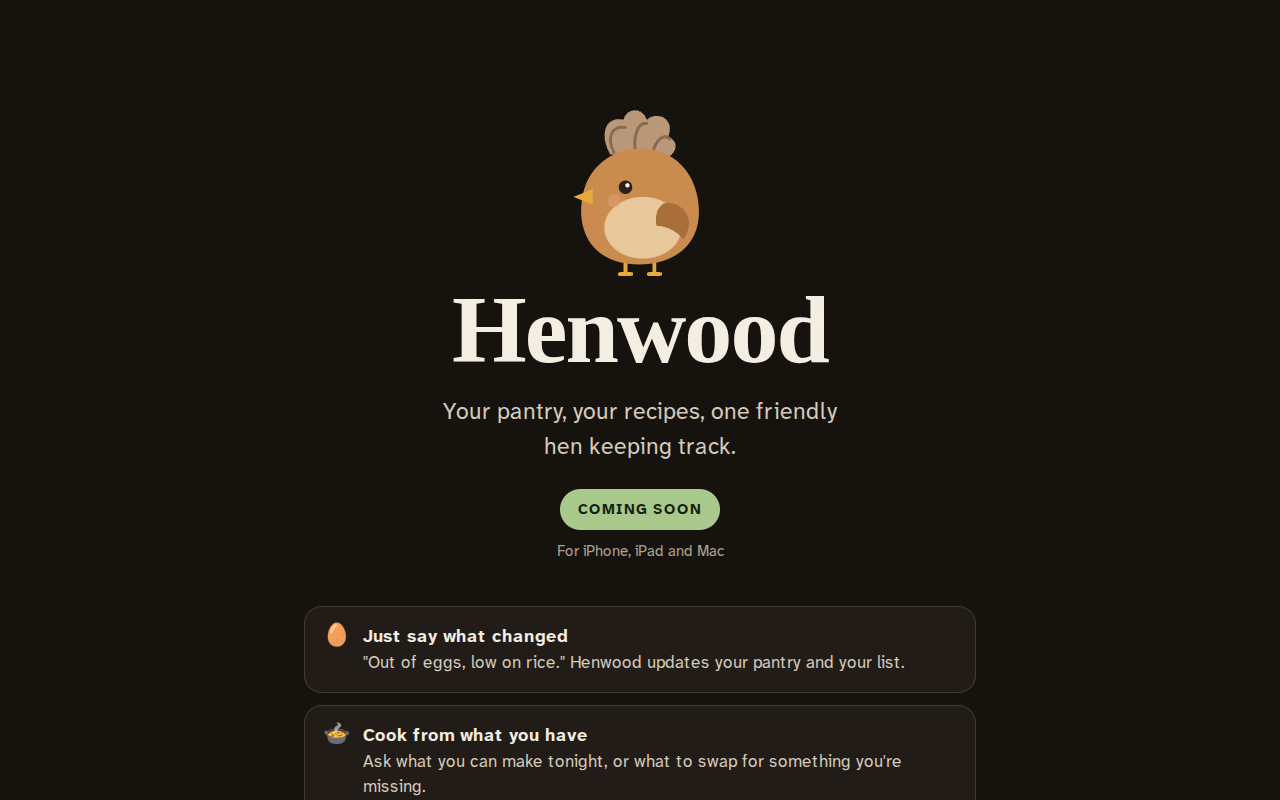 Henwood
Your pantry, your recipes, one friendly
hen keeping track.
COMING SOON
For iPhone, iPad and Mac
Just say what changed
"Out of eggs, low on rice." Henwood updates your pantry and your list.
Cook from what you have
Ask what you can make tonight, or what to swap for something you're
missing.